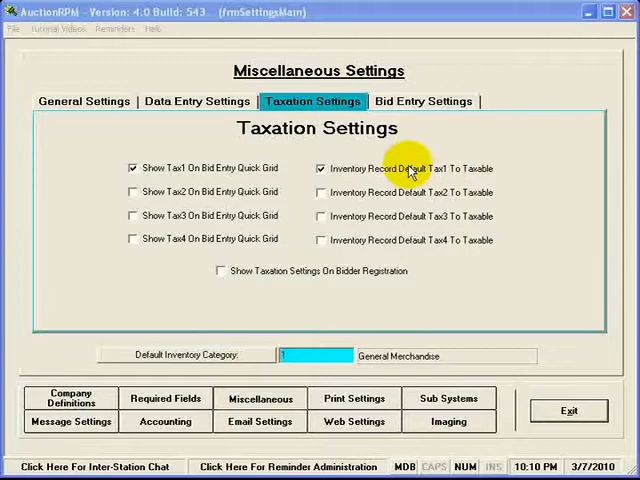 AuctionRPM - Version: 4.0 Build: 543 (frmSettingsMain)
File Tutorial Videos Reminders Help
Miscellaneous Settings
General Settings Data Entry Settings Taxation Settings Bid Entry Settings
Taxation Settings
Show Tax1 On Bid Entry Quick Grid Inventory Record Default Tax1 To Taxable
Show Tax2 On Bid Entry Quick Grid Inventory Record Default Tax2 To Taxable
Show Tax3 On Bid Entry Quick Grid Inventory Record Default Tax3 To Taxable
Show Tax4 On Bid Entry Quick Grid Inventory Record Default Tax4 To Taxable
Show Taxation Settings On Bidder Registration
Default Inventory Category: 1 General Merchandise
Company Definitions Required Fields Miscellaneous Print Settings Sub Systems
Message Settings Accounting Email Settings Web Settings Imaging
Exit
Click Here For Inter-Station Chat Click Here For Reminder Administration MDB CAPS NUM INS 10:10 PM 3/7/2010